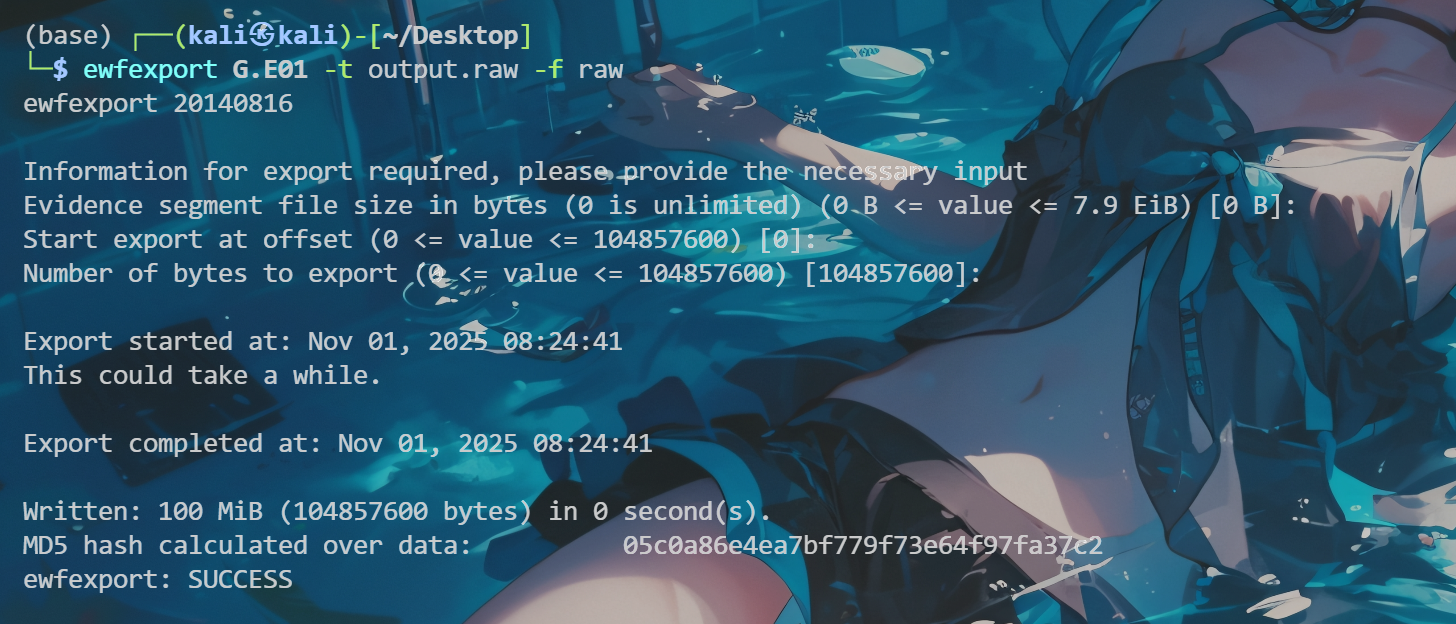 (base) ┌──(kali㉿kali)-[~/Desktop]
└─$ ewfexport G.E01 -t output.raw -f raw
ewfexport 20140816
Information for export required, please provide the necessary input
Evidence segment file size in bytes (0 is unlimited) (0 B <= value <= 7.9 EiB) [0 B]:
Start export at offset (0 <= value <= 104857600) [0]:
Number of bytes to export (0 <= value <= 104857600) [104857600]:
Export started at: Nov 01, 2025 08:24:41
This could take a while.
Export completed at: Nov 01, 2025 08:24:41
Written: 100 MiB (104857600 bytes) in 0 second(s).
MD5 hash calculated over data:          05c0a86e4ea7bf779f73e64f97fa37c2
ewfexport: SUCCESS